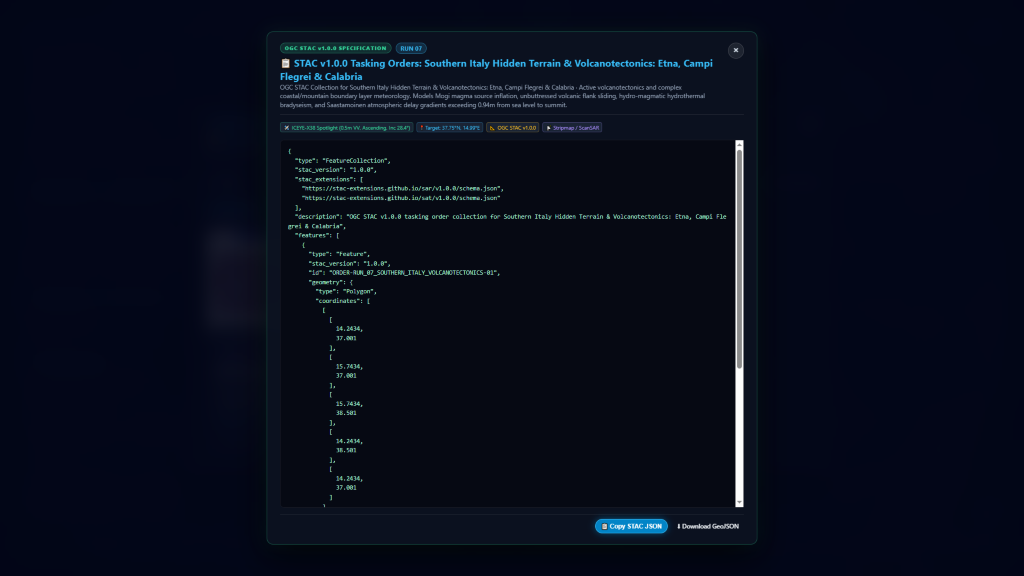 OGC STAC v1.0.0 SPECIFICATION RUN 07
📋 STAC v1.0.0 Tasking Orders: Southern Italy Hidden Terrain & Volcanotectonics: Etna, Campi
Flegrei & Calabria
OGC STAC Collection for Southern Italy Hidden Terrain & Volcanotectonics: Etna, Campi Flegrei & Calabria - Active volcanotectonics and complex
coastal/mountain boundary layer meteorology. Models Mogi magma source inflation, unbuttressed volcanic flank sliding, hydro-magmatic hydrothermal
bradyseism, and Saastamoinen atmospheric delay gradients exceeding 0.94m from sea level to summit.
ICEYE-X38 Spotlight (0.5m VV, Ascending, Inc 28.4°) Target: 37.75°N, 14.99°E OGC STAC v1.0.0 Stripmap / ScanSAR
{
"type": "FeatureCollection",
"stac_version": "1.0.0",
"stac_extensions": [
"https://stac-extensions.github.io/sar/v1.0.0/schema.json",
"https://stac-extensions.github.io/sat/v1.0.0/schema.json"
],
"description": "OGC STAC v1.0.0 tasking order collection for Southern Italy Hidden Terrain & Volcanotectonics: Etna, Campi Fle
grei & Calabria",
"features": [
{
"type": "Feature",
"stac_version": "1.0.0",
"id": "ORDER-RUN_07_SOUTHERN_ITALY_VOLCANOTECTONICS-01",
"geometry": {
"type": "Polygon",
"coordinates": [
[
[
14.2434,
37.001
],
[
15.7434,
37.001
],
[
15.7434,
38.501
],
[
14.2434,
38.501
],
[
14.2434,
37.001
]
]
📋 Copy STAC JSON ⬇ Download GeoJSON